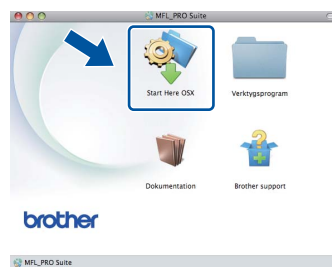 MFL_PRO Suite
Start Here OSX
Verktygsprogram
Dokumentation
Brother support
brother
MFL_PRO Suite